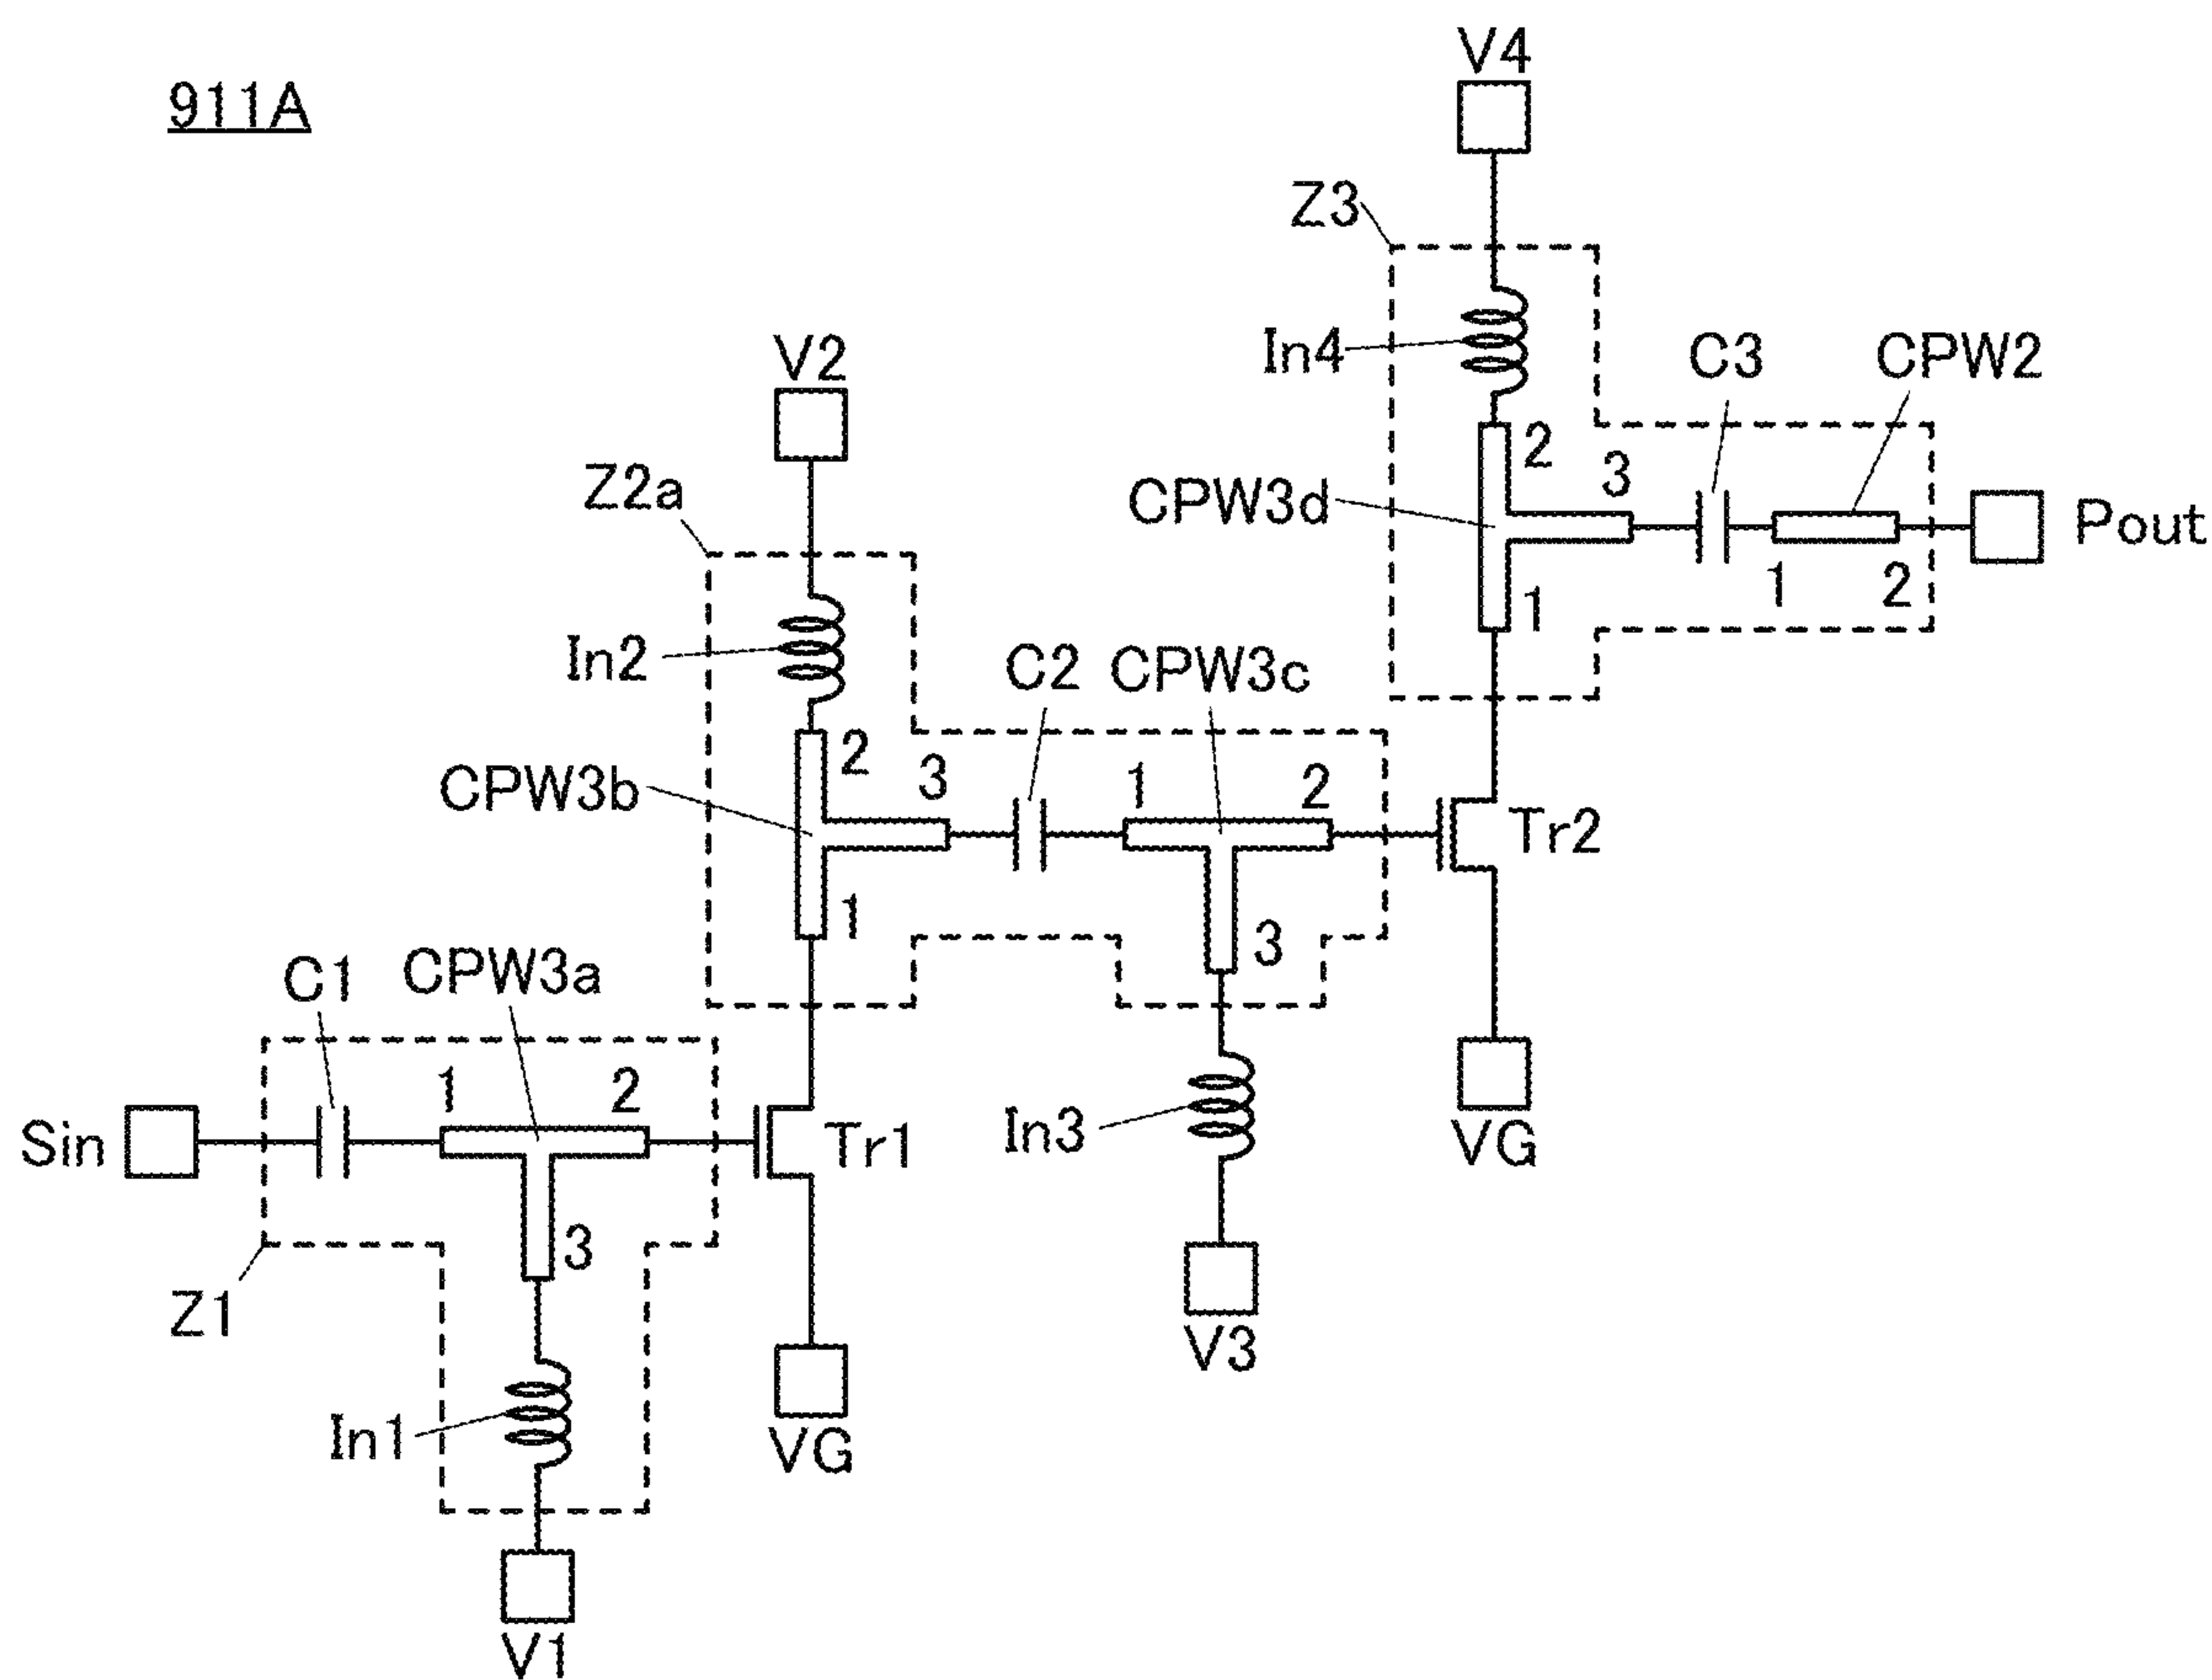 911A
V4
Z3
In4
C3
CPW2
V2
2
3
Z2a
CPW3d
Pout
1
2
1
In2
C2
CPW3c
2
3
1
2
CPW3b
Tr2
1
3
C1
CPW3a
1
2
VG
Sin
Tr1
In3
3
Z1
V3
In1
VG
V1